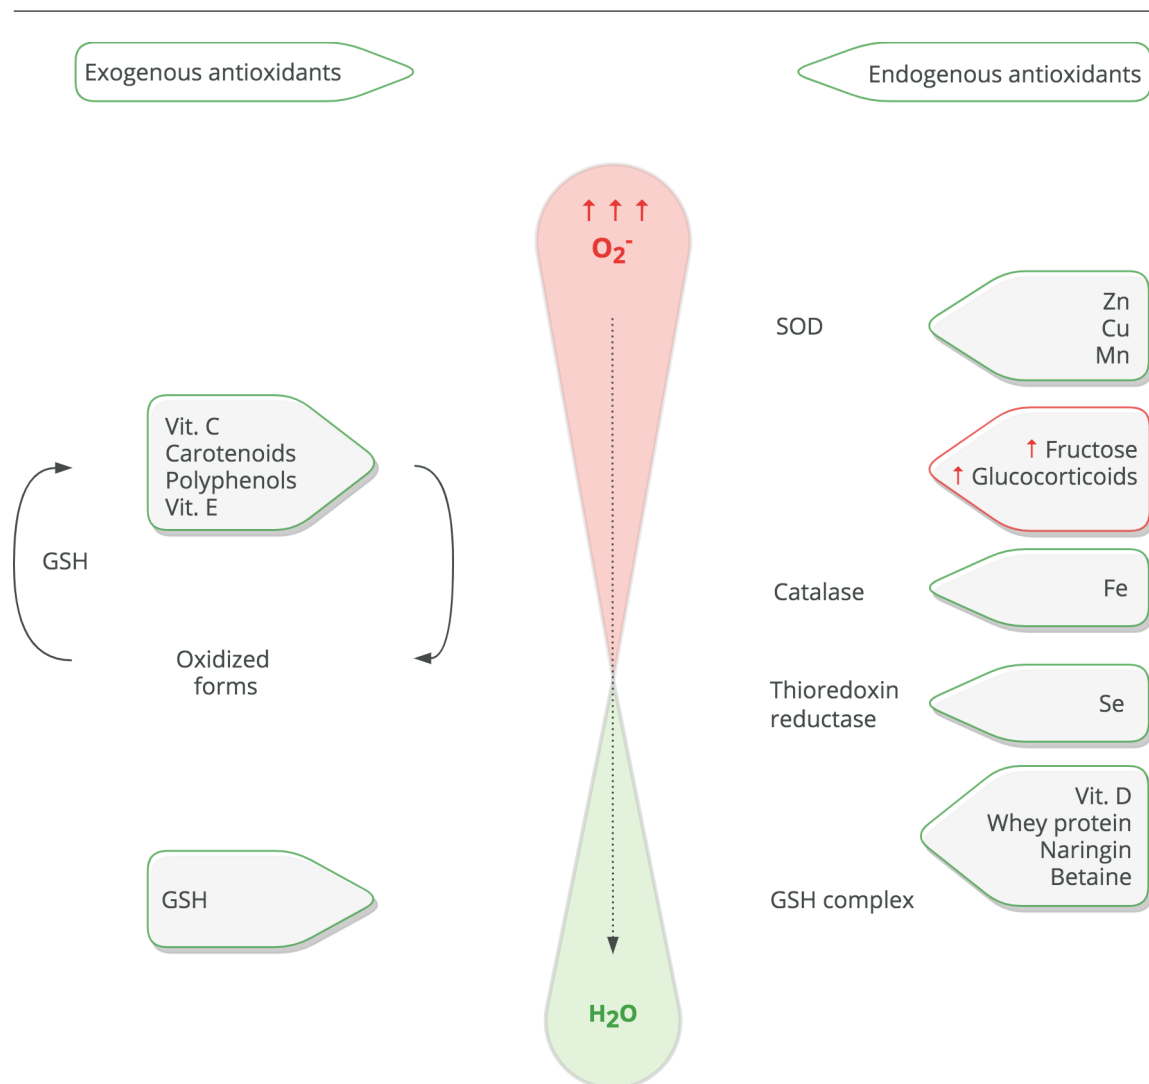 Exogenous antioxidants
Endogenous antioxidants
↑ ↑ ↑
O₂⁻
SOD
Zn
Cu
Mn
Vit. C
Carotenoids
Polyphenols
Vit. E
↑ Fructose
↑ Glucocorticoids
GSH
Catalase
Fe
Oxidized
forms
Thioredoxin
reductase
Se
Vit. D
Whey protein
Naringin
Betaine
GSH
GSH complex
H₂O